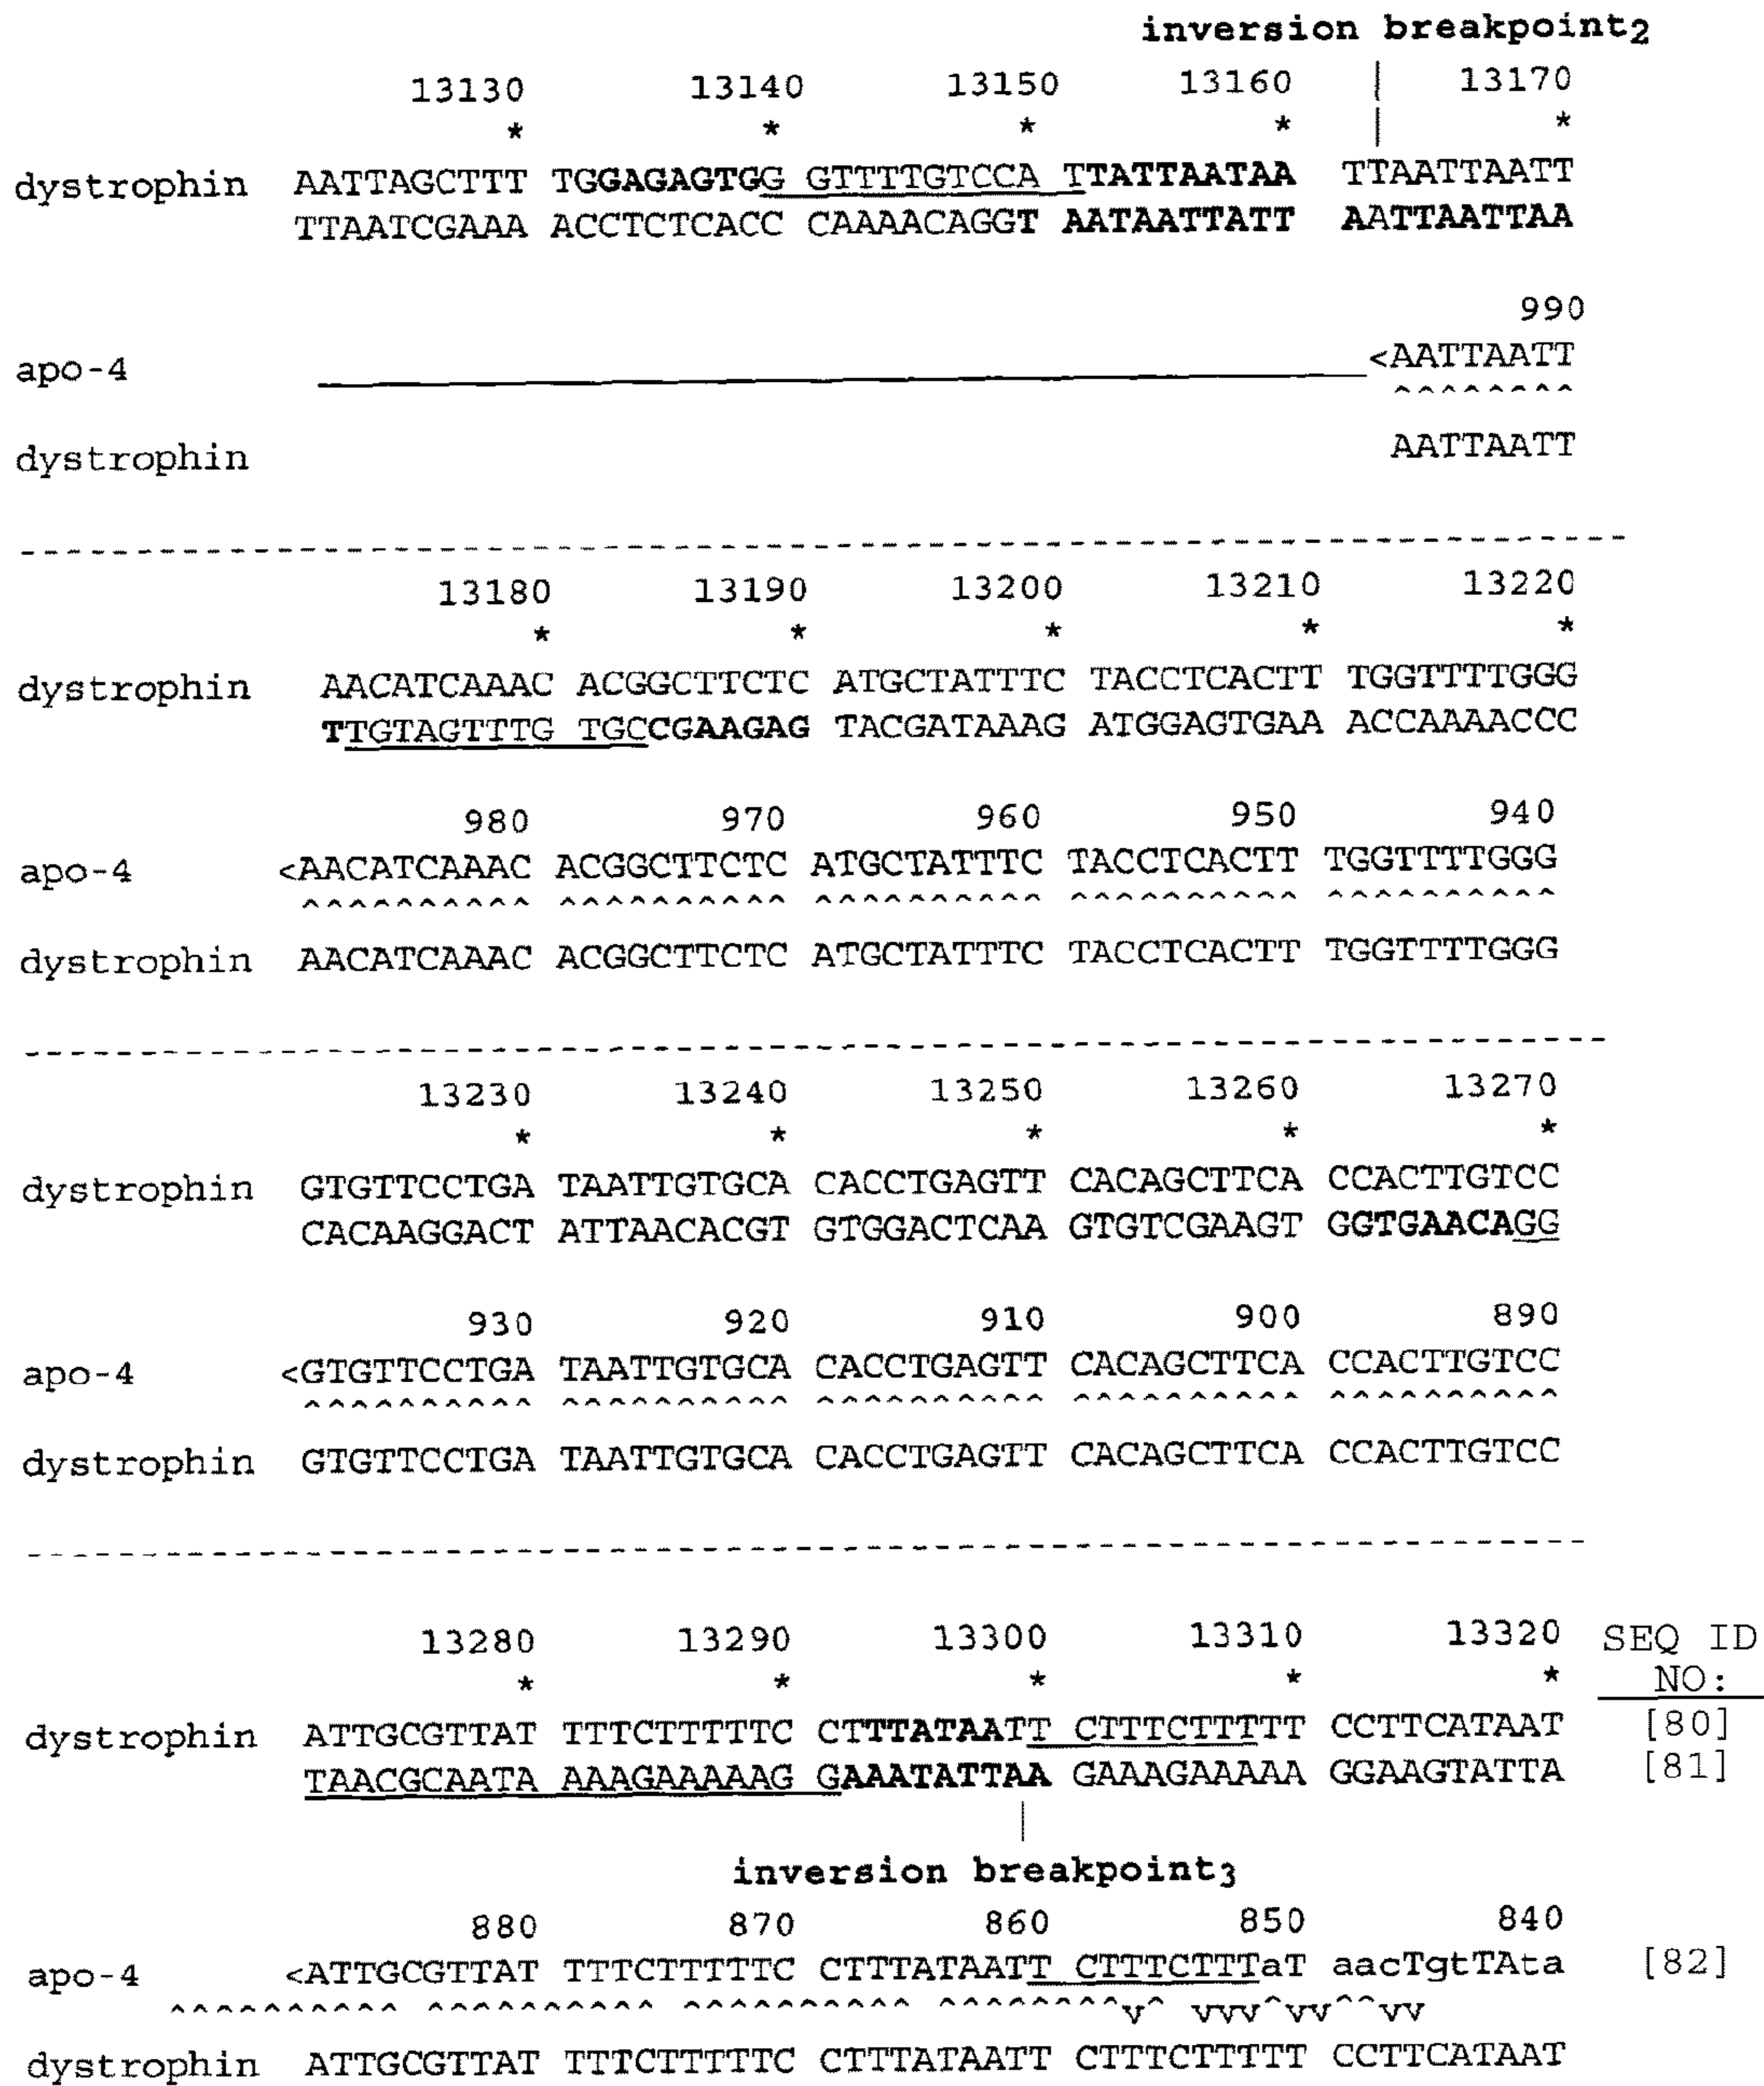 inversion breakpoint2
13130 13140 13150 13160 | 13170
* * * * | *
dystrophin AATTAGCTTT TGGAGAGTGG GTTTTGTCCA TTATTAATAA TTAATTAATT
TTAATCGAAA ACCTCTCACC CAAAACAGGT AATAATTATT AATTAATTAA
990
apo-4 <AATTAATT
^^^^^^^^
dystrophin AATTAATT
13180 13190 13200 13210 13220
* * * * *
dystrophin AACATCAAAC ACGGCTTCTC ATGCTATTTC TACCTCACTT TGGTTTTGGG
TTGTAGTTTG TGCCGAAGAG TACGATAAAG ATGGAGTGAA ACCAAAACCC
980 970 960 950 940
apo-4 <AACATCAAAC ACGGCTTCTC ATGCTATTTC TACCTCACTT TGGTTTTGGG
^^^^^^^^^^ ^^^^^^^^^^ ^^^^^^^^^^ ^^^^^^^^^^ ^^^^^^^^^^
dystrophin AACATCAAAC ACGGCTTCTC ATGCTATTTC TACCTCACTT TGGTTTTGGG
13230 13240 13250 13260 13270
* * * * *
dystrophin GTGTTCCTGA TAATTGTGCA CACCTGAGTT CACAGCTTCA CCACTTGTCC
CACAAGGACT ATTAACACGT GTGGACTCAA GTGTCGAAGT GGTGAACAGG
930 920 910 900 890
apo-4 <GTGTTCCTGA TAATTGTGCA CACCTGAGTT CACAGCTTCA CCACTTGTCC
^^^^^^^^^^ ^^^^^^^^^^ ^^^^^^^^^^ ^^^^^^^^^^ ^^^^^^^^^^
dystrophin GTGTTCCTGA TAATTGTGCA CACCTGAGTT CACAGCTTCA CCACTTGTCC
13280 13290 13300 13310 13320 SEQ ID
* * * * * NO:
dystrophin ATTGCGTTAT TTTCTTTTTC CTTTATAATT CTTTCTTTTT CCTTCATAAT [80]
TAACGCAATA AAAGAAAAAG GAAATATTAA GAAAGAAAAA GGAAGTATTA [81]
|
inversion breakpoint3
880 870 860 850 840
apo-4 <ATTGCGTTAT TTTCTTTTTC CTTTATAATT CTTTCTTTaT aacTgtTAta [82]
^^^^^^^^^^ ^^^^^^^^^^ ^^^^^^^^^^ ^^^^^^^^v^ vvv^vv^^vv
dystrophin ATTGCGTTAT TTTCTTTTTC CTTTATAATT CTTTCTTTTT CCTTCATAAT